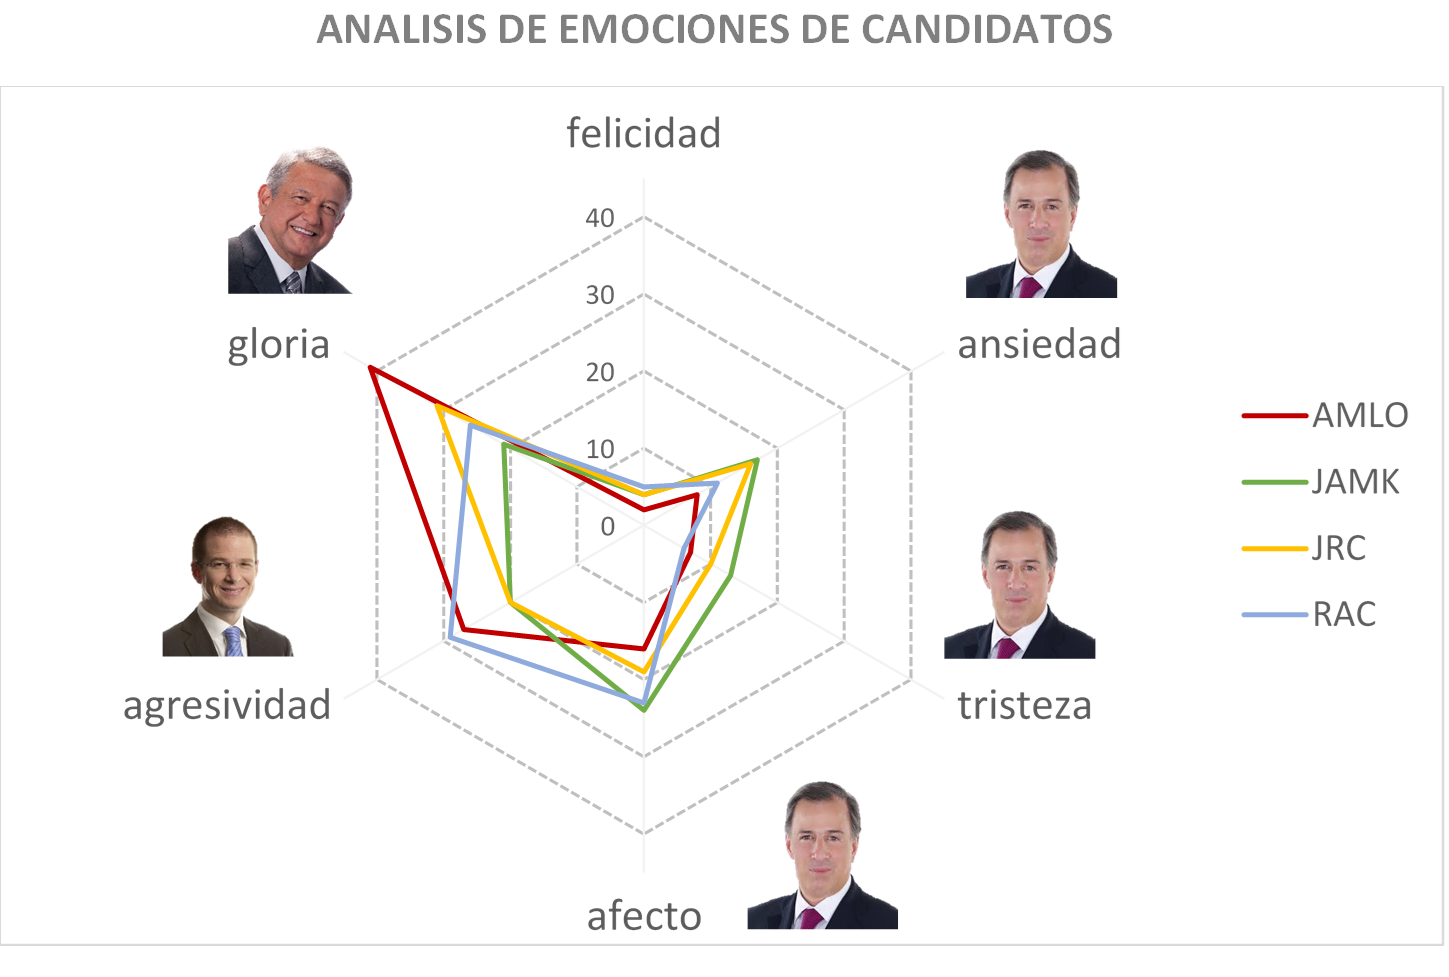 ANALISIS DE EMOCIONES DE CANDIDATOS
felicidad
40
30
20
10
0
gloria
ansiedad
agresividad
tristeza
afecto
AMLO
JAMK
JRC
RAC